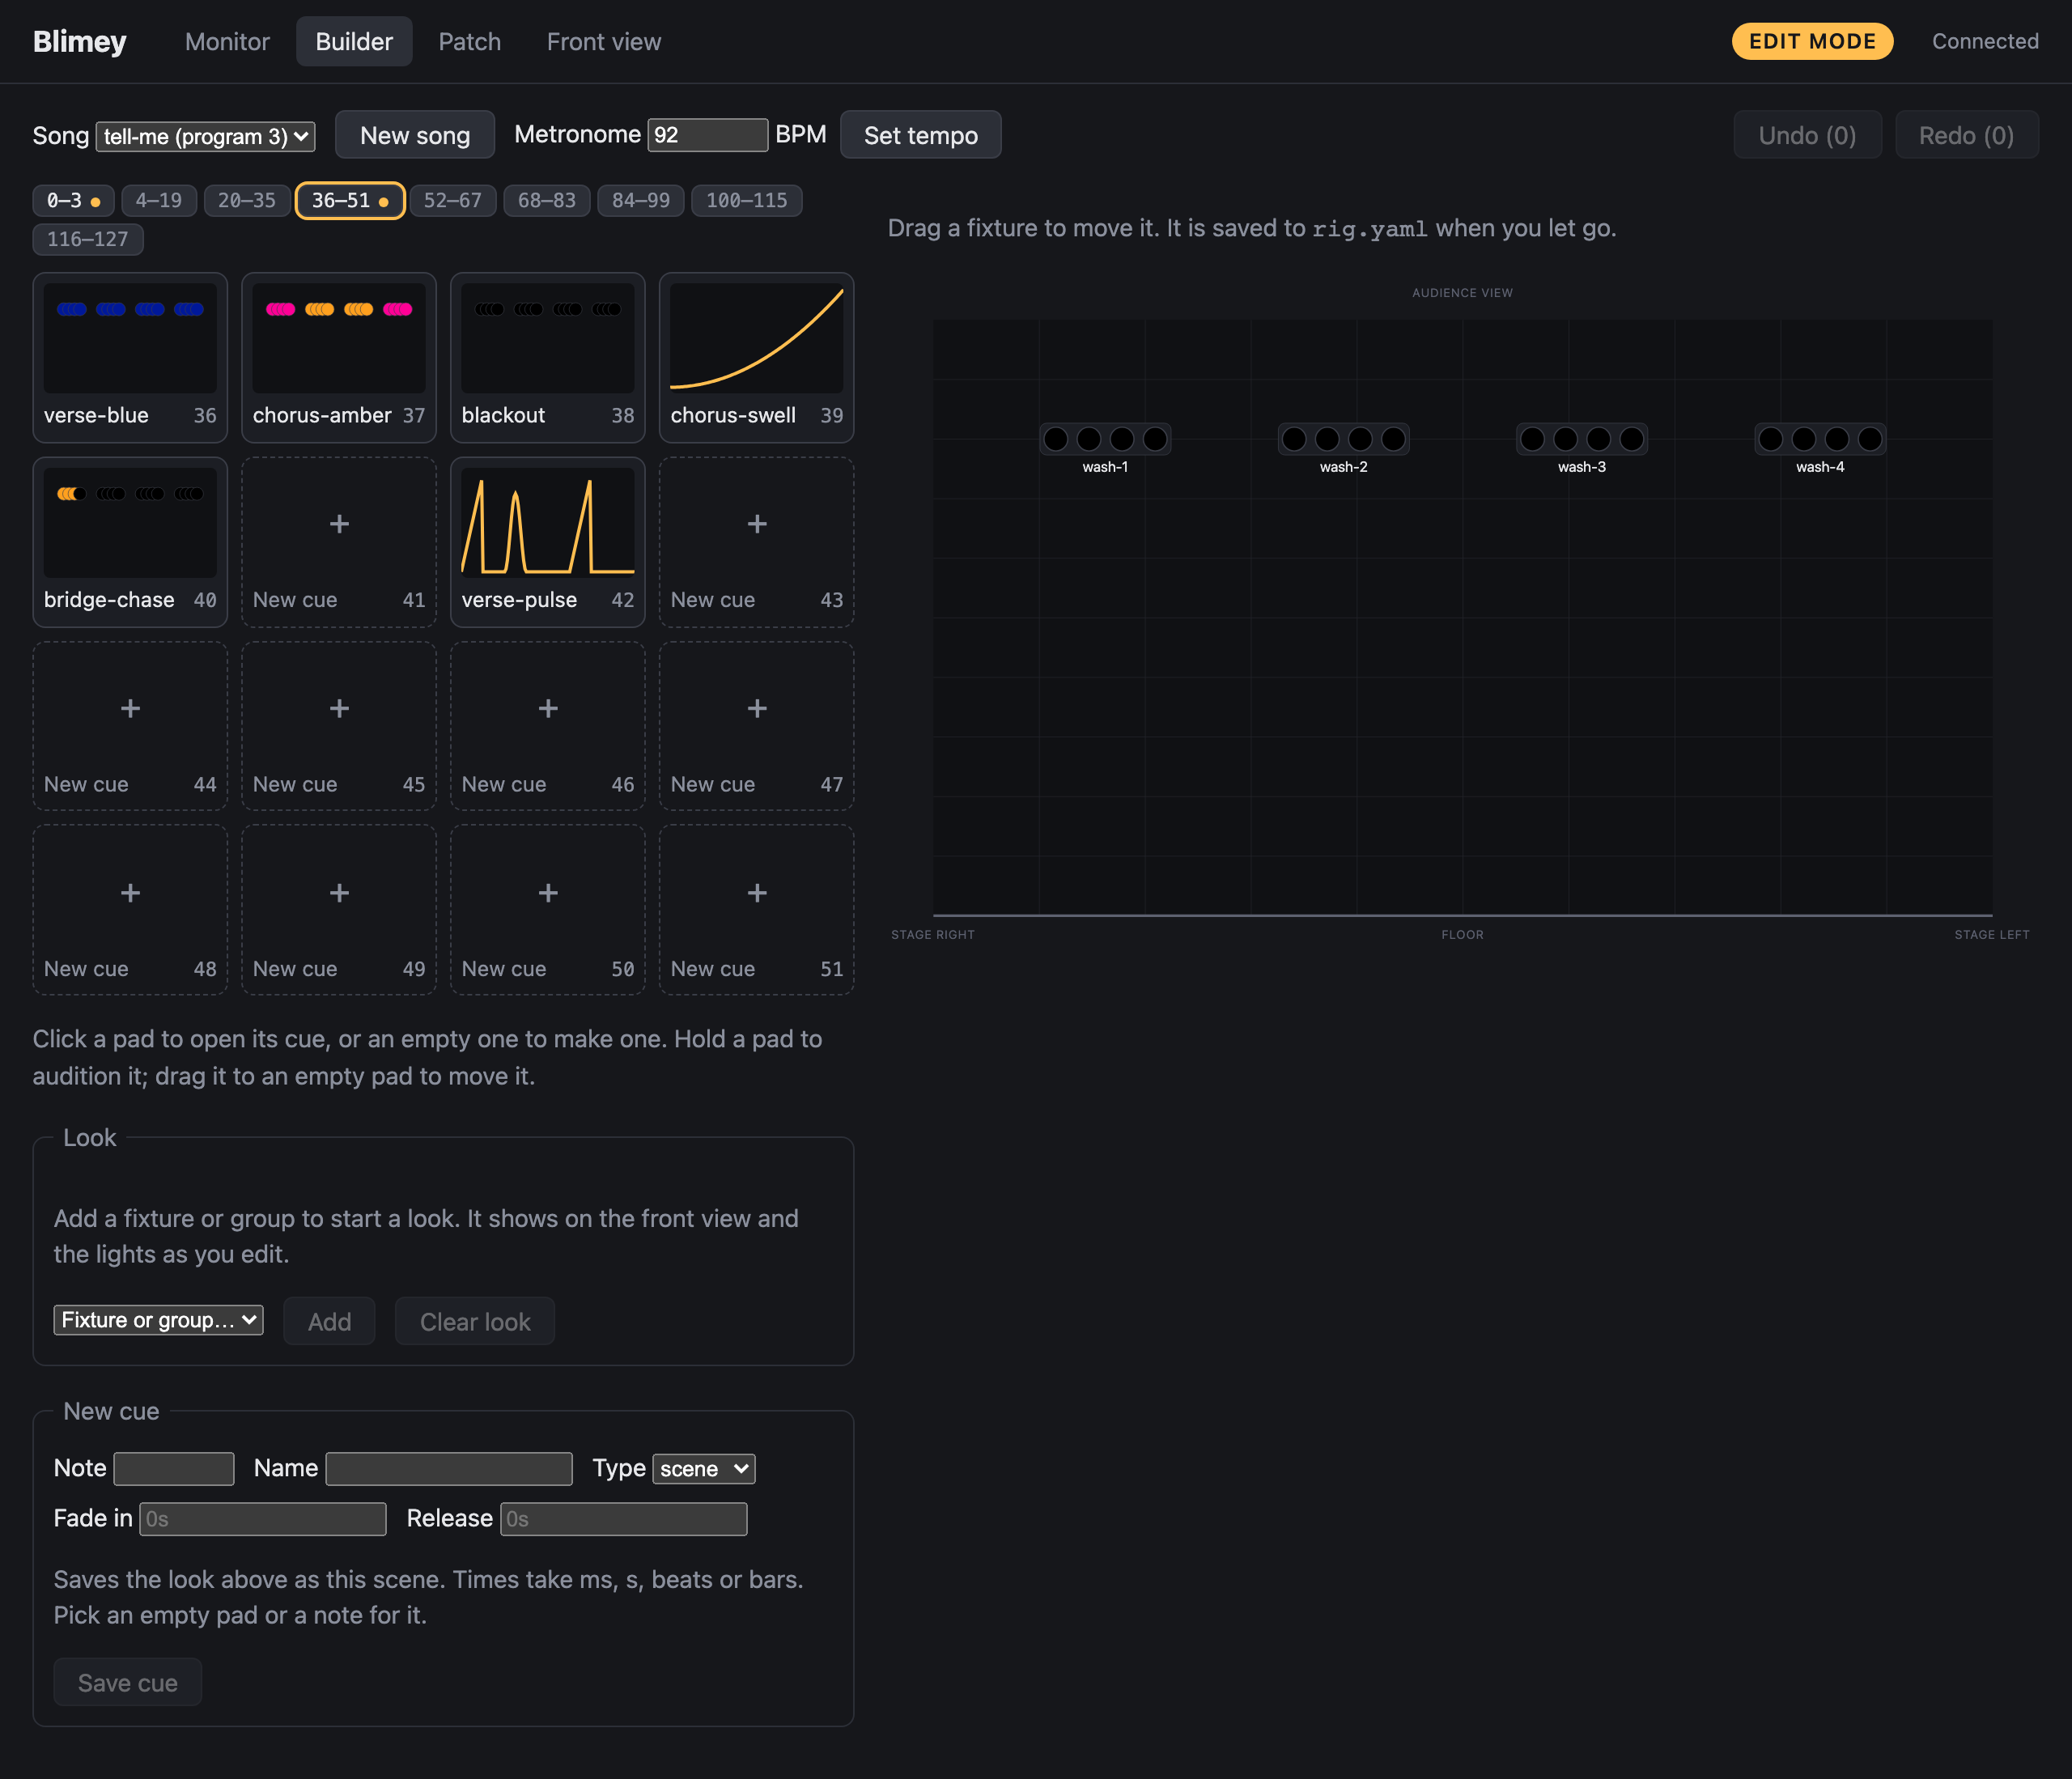 Blimey Monitor Builder Patch Front view EDIT MODE Connected
Song tell-me (program 3) New song Metronome 92 BPM Set tempo Undo (0) Redo (0)
0–3 4–19 20–35 36–51 52–67 68–83 84–99 100–115
116–127
Drag a fixture to move it. It is saved to rig.yaml when you let go.
AUDIENCE VIEW
verse-blue 36 chorus-amber 37 blackout 38 chorus-swell 39
wash-1 wash-2 wash-3 wash-4
bridge-chase 40 New cue 41 verse-pulse 42 New cue 43
New cue 44 New cue 45 New cue 46 New cue 47
New cue 48 New cue 49 New cue 50 New cue 51
STAGE RIGHT FLOOR STAGE LEFT
Click a pad to open its cue, or an empty one to make one. Hold a pad to
audition it; drag it to an empty pad to move it.
Look
Add a fixture or group to start a look. It shows on the front view and
the lights as you edit.
Fixture or group… Add Clear look
New cue
Note Name Type scene
Fade in 0s Release 0s
Saves the look above as this scene. Times take ms, s, beats or bars.
Pick an empty pad or a note for it.
Save cue